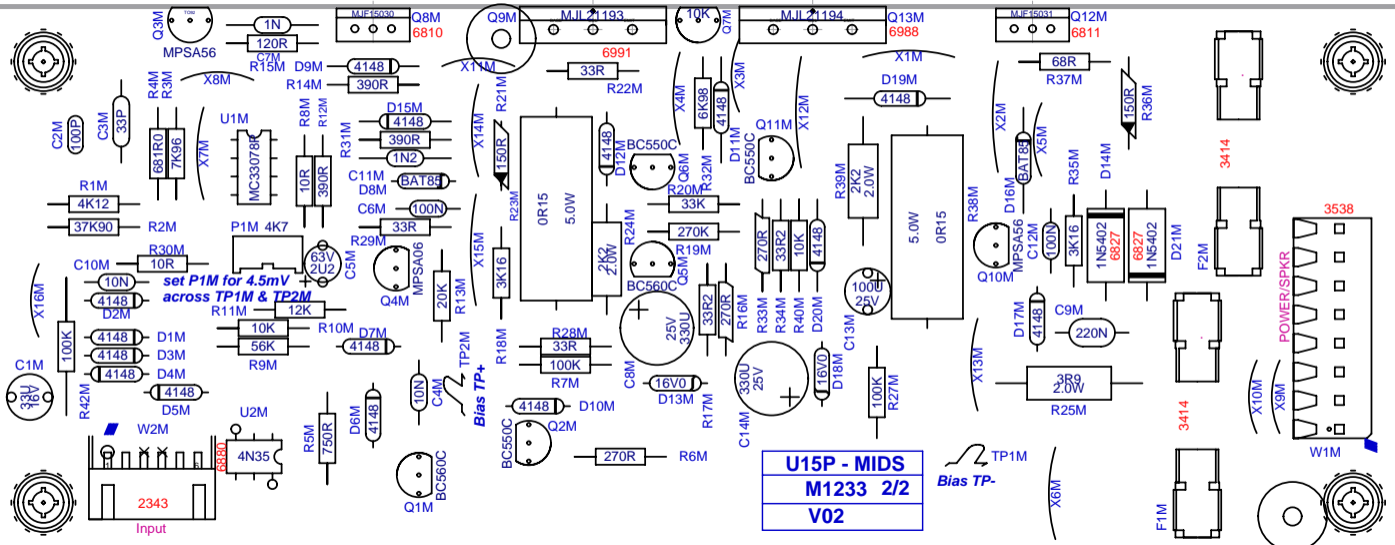 Q3M
TOM
MPSA56
1N
120R
C7M
R15M
MJF15030
Q8M
6810
Q9M
MJL21193
6991
10K
Q7M
MJL21194
Q13M
6988
MJF15031
Q12M
6811
R4M
R3M
X8M
D9M
4148
R14M
390R
X11M
R21M
33R
R22M
X4M
6K98
4148
X3M
X12M
X1M
D19M
4148
68R
R37M
150R
R36M
C2M
100P
C3M
33P
681R0
7K96
X7M
U1M
MC33078P
R8M
R12M
10R
390R
R31M
D15M
4148
390R
1N2
C11M
D8M
BAT85
C6M
100N
33R
R29M
X14M
150R
R23M
0R15
5.0W
4148
D12M
BC550C
Q6M
R32M
D11M
Q11M
BC550C
R20M
33K
270K
R19M
R39M
2K2
2.0W
5.0W
0R15
R38M
X2M
BAT85
X5M
D16M
R35M
D14M
3414
R1M
4K12
37K90
R2M
R30M
10R
P1M 4K7
63V
2U2
C5M
set P1M for 4.5mV
across TP1M & TP2M
C10M
10N
4148
D2M
R11M
12K
X16M
100K
R42M
4148
D1M
4148
D3M
4148
D4M
4148
D5M
10K
R10M
56K
R9M
D7M
4148
Q4M
MPSA06
20K
R13M
X15M
3K16
R18M
2K2
2.0W
R24M
Q5M
BC560C
25V
330U
C8M
33R2
270R
R16M
270R
33R2
10K
4148
R33M
R34M
R40M
D20M
100U
25V
C13M
Q10M
MPSA56
C12M
100N
3K16
1N5402
6827
6827
1N5402
D21M
F2M
3538
POWER/SPKR
W1M
C1M
33U
16V
W2M
6880
U2M
4N35
2343
Input
R5M
750R
D6M
4148
10N
C4M
TP2M
Bias TP+
R28M
33R
100K
R7M
4148
D10M
BC550C
Q2M
16V0
D13M
R17M
330U
25V
C14M
16V0
D18M
100K
R27M
X13M
D17M
4148
C9M
220N
3R9
2.0W
R25M
3414
X10M
X9M
BC560C
Q1M
270R
R6M
U15P - MIDS
M1233 2/2
V02
TP1M
Bias TP-
X6M
F1M